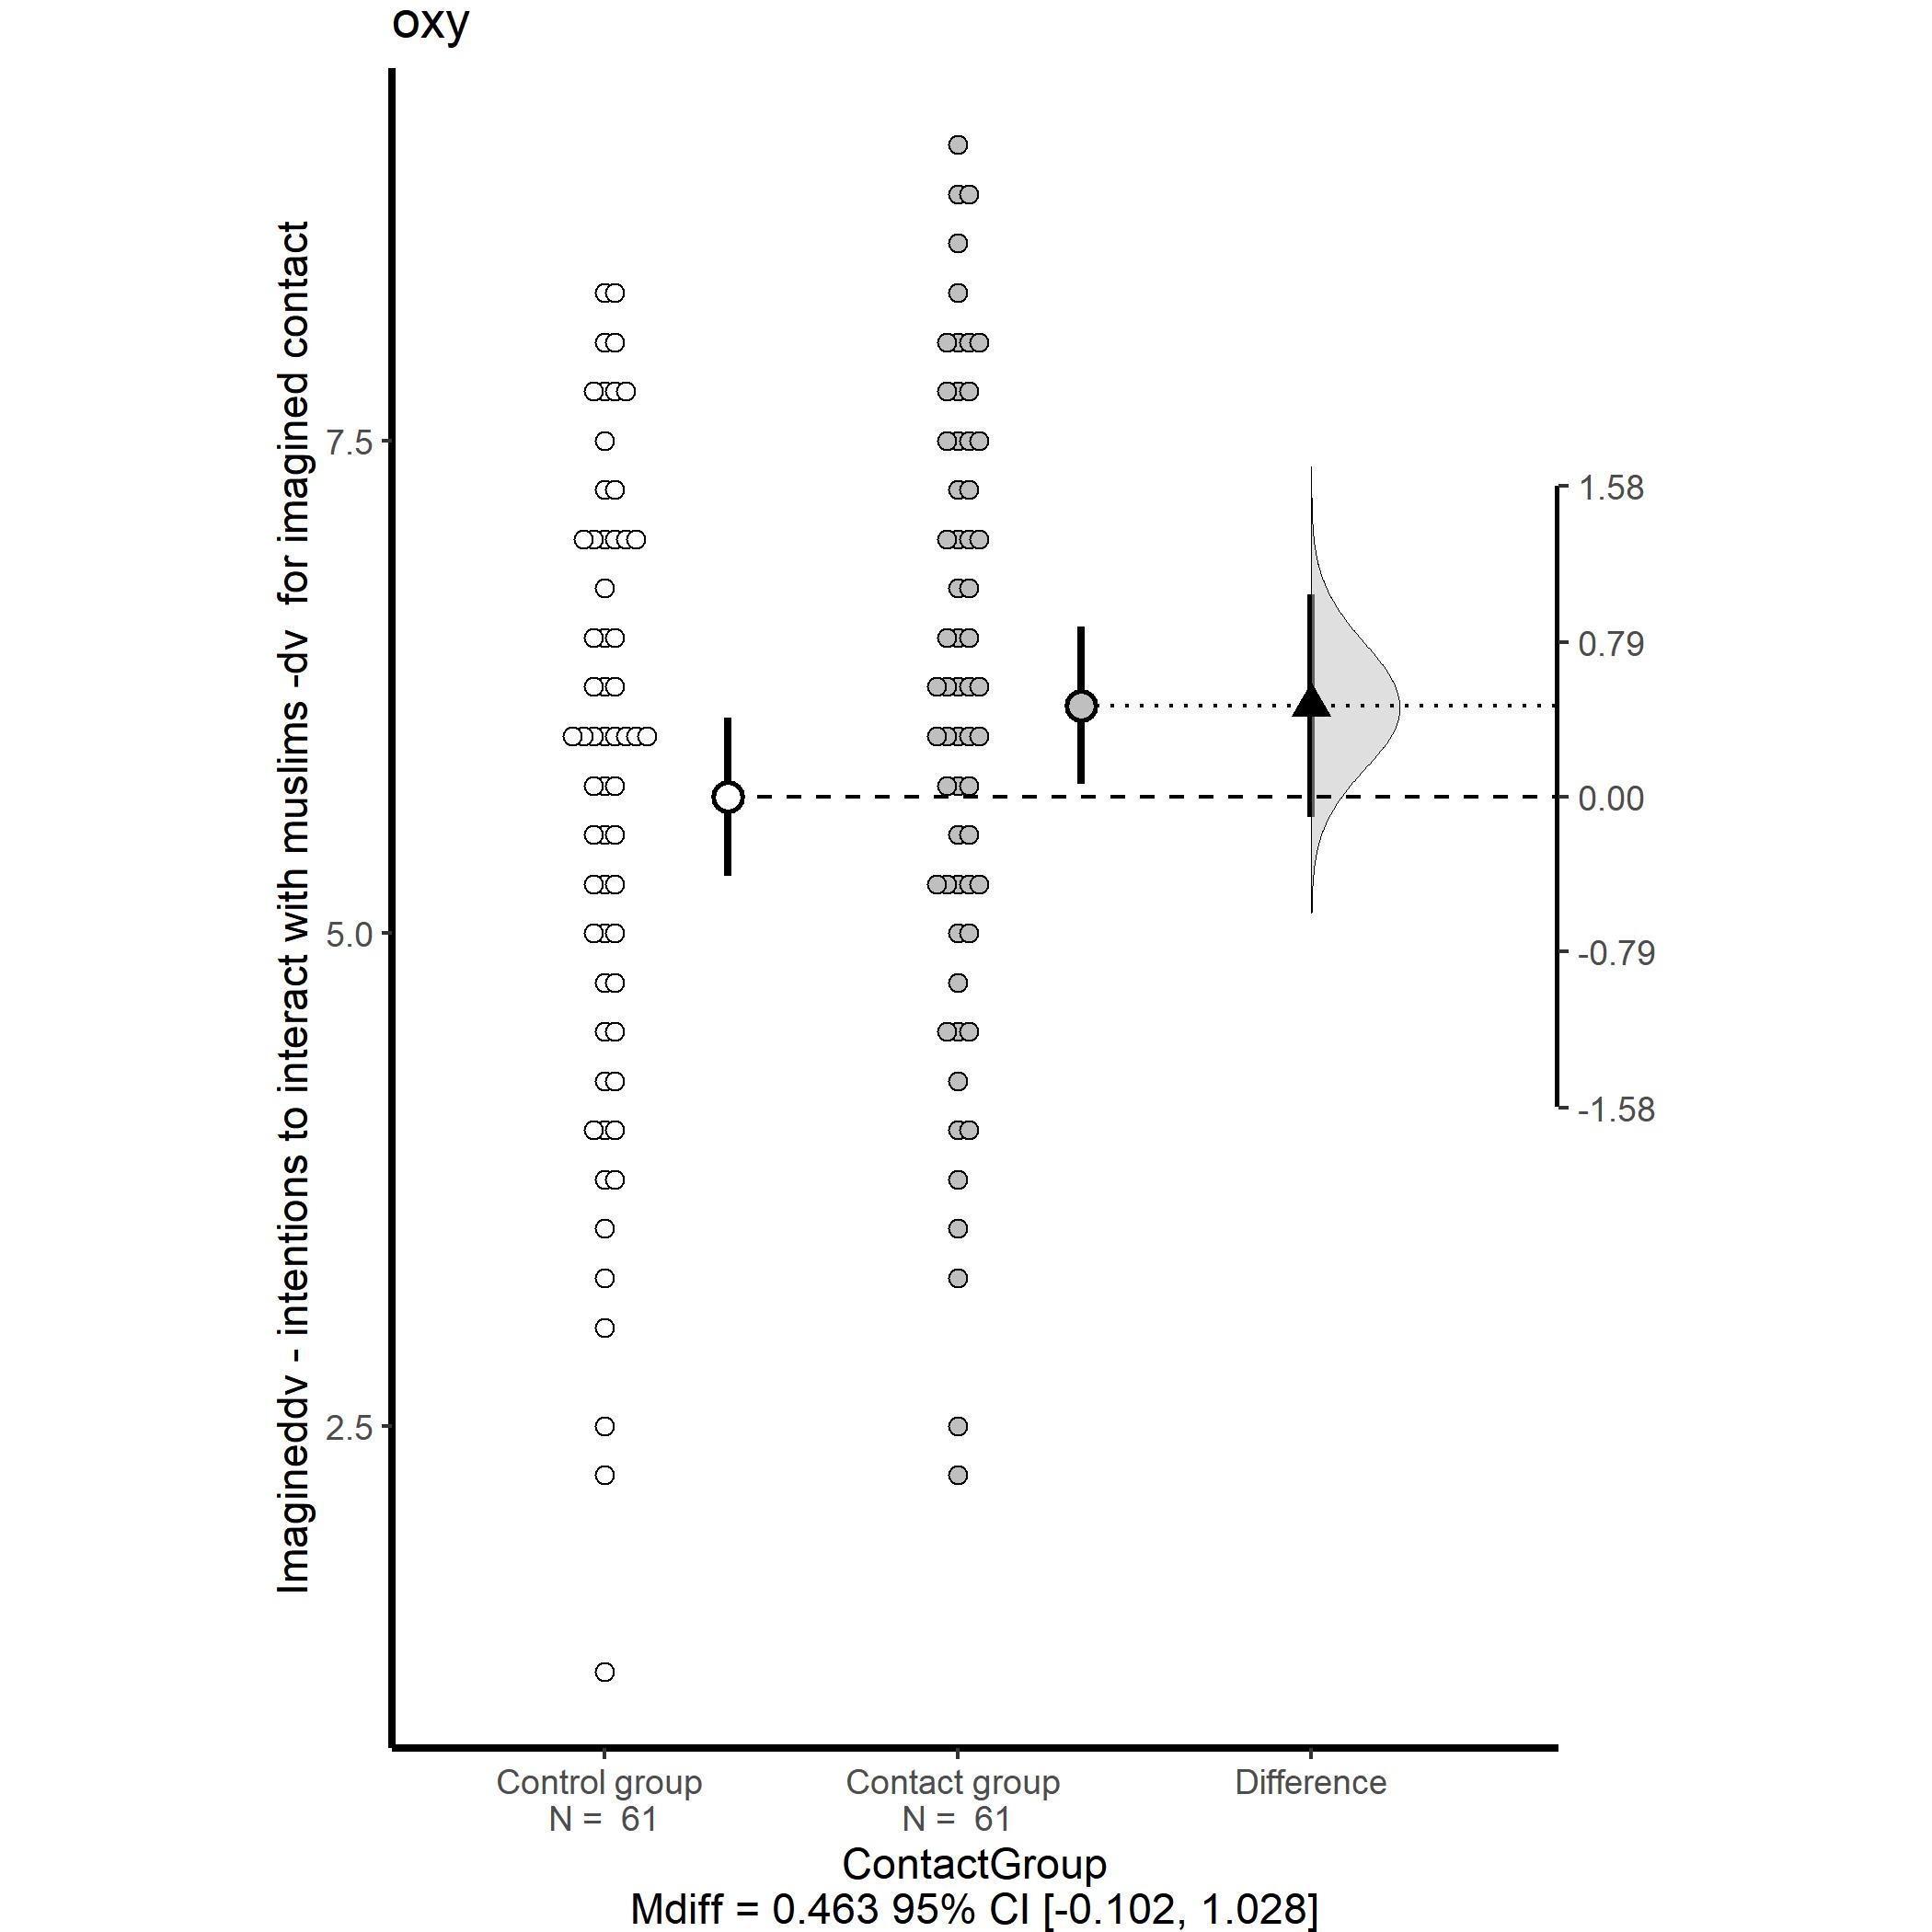 oxy
Imagineddv - intentions to interact with muslims -dv  for imagined contact
7.5
5.0
2.5
1.58
0.79
0.00
-0.79
-1.58
Control group
N =  61
Contact group
N =  61
Difference
ContactGroup
Mdiff = 0.463 95% CI [-0.102, 1.028]